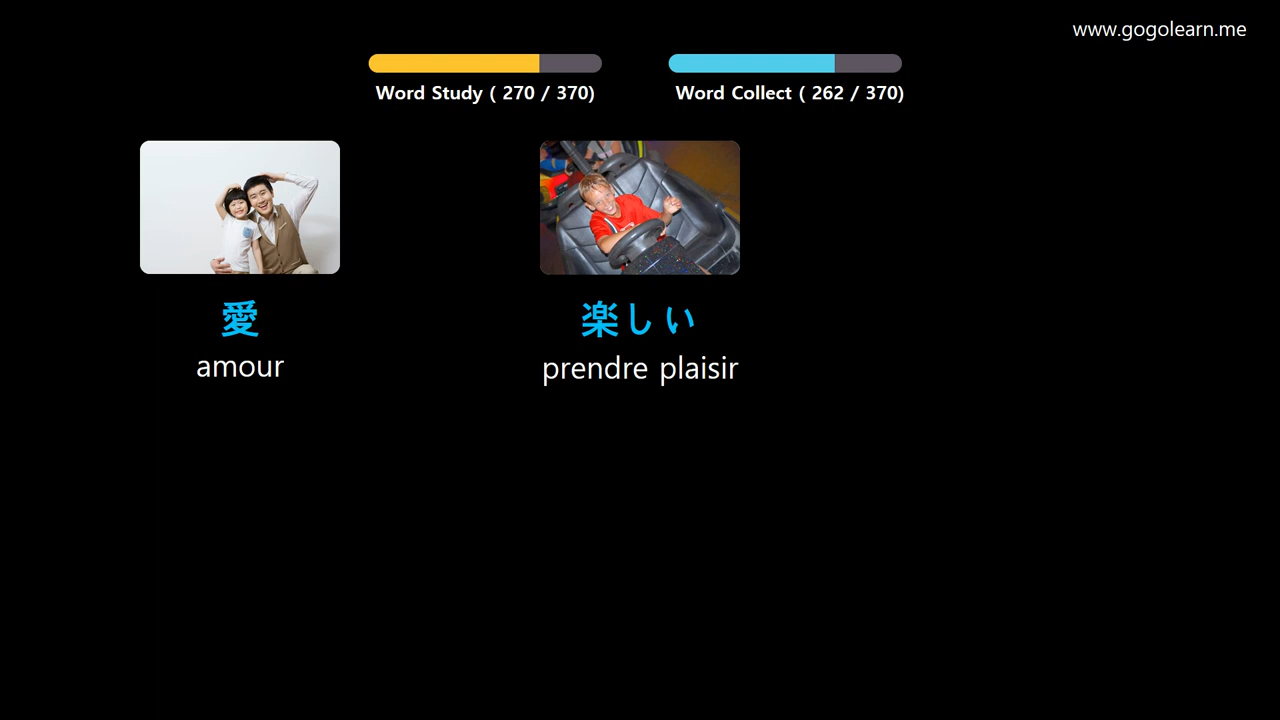 www.gogolearn.me
Word Study ( 270 / 370)
Word Collect ( 262 / 370)
愛
amour
楽しい
prendre plaisir